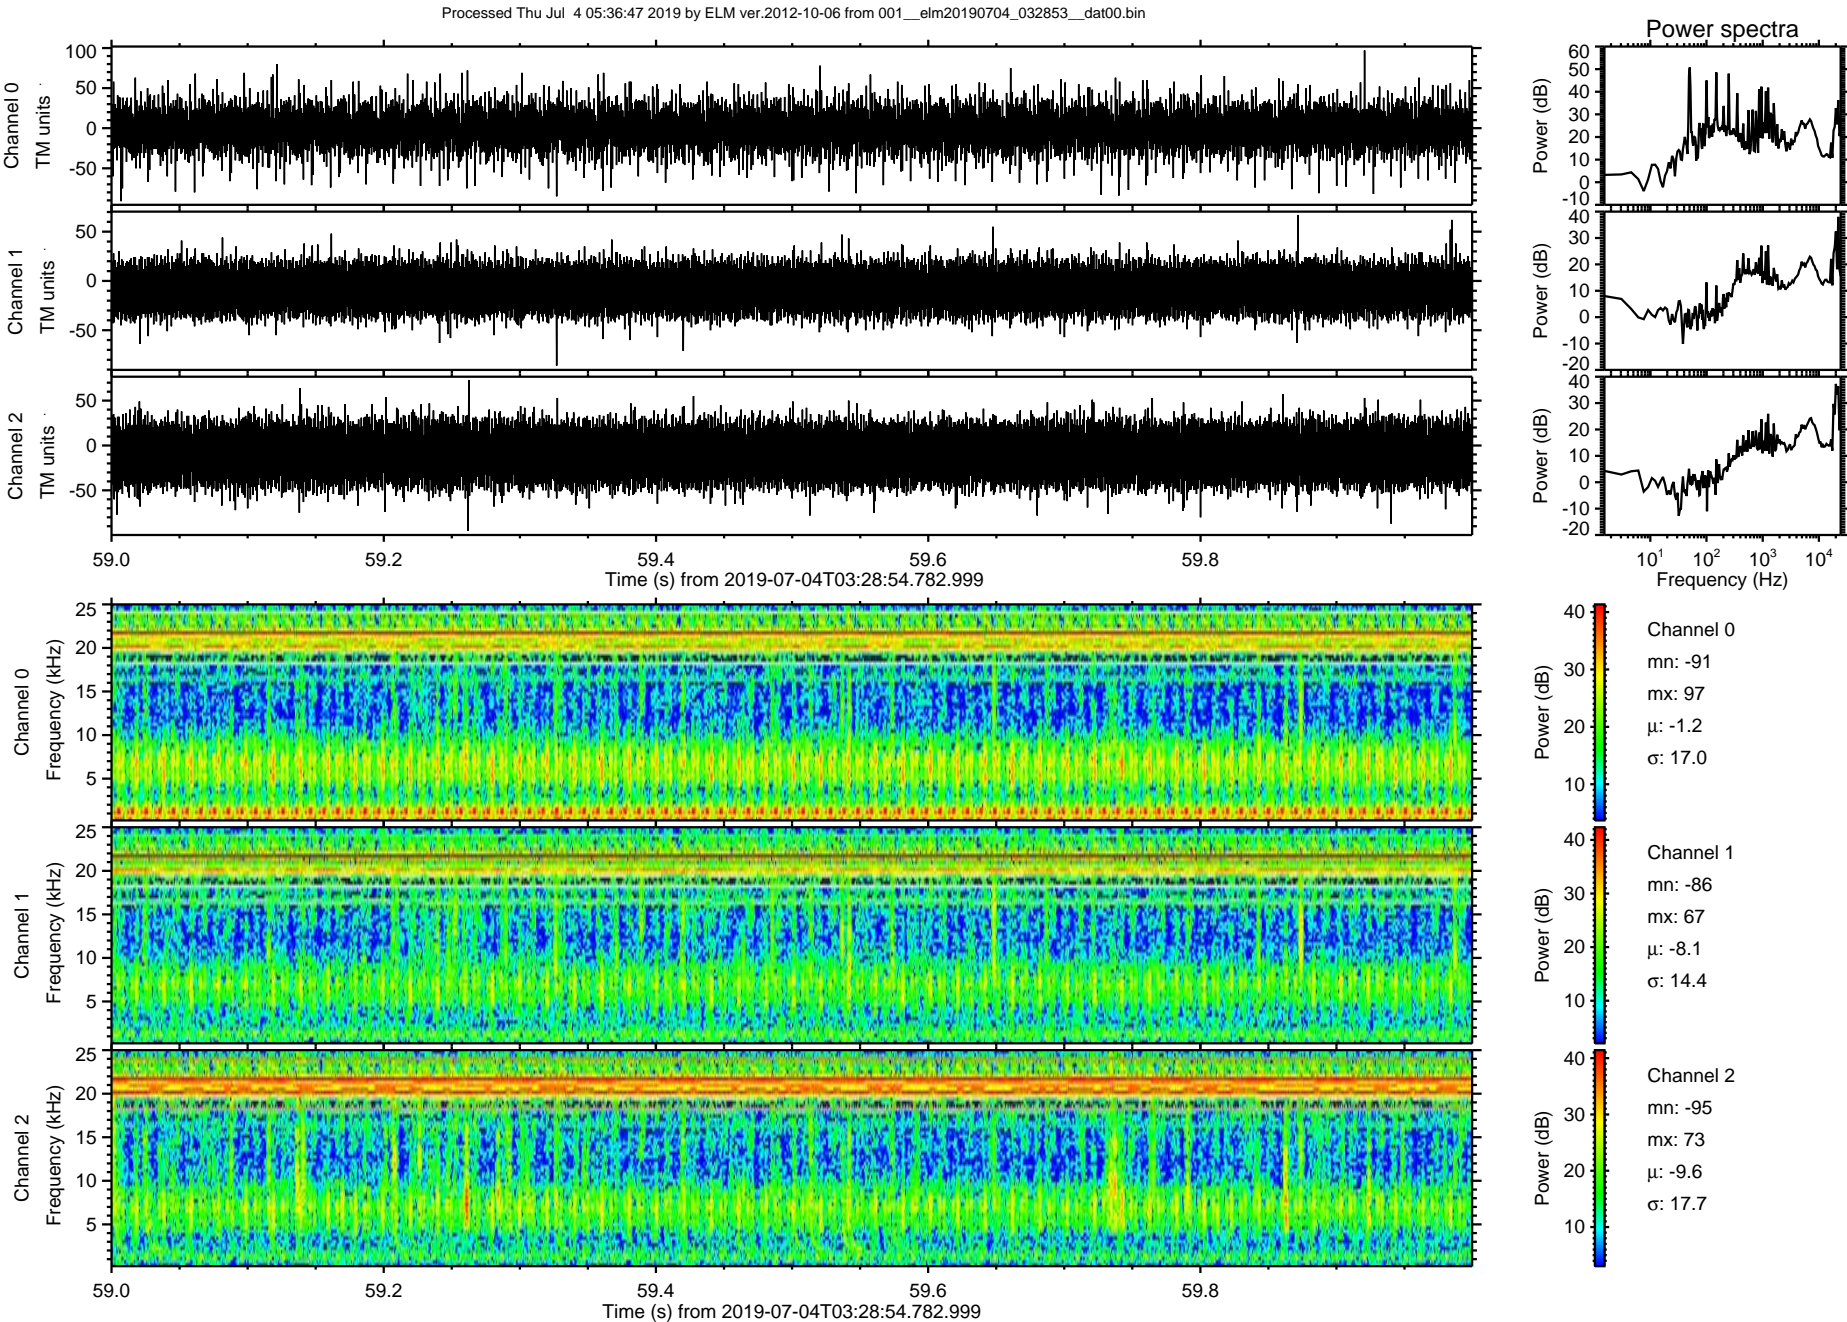 Processed Thu Jul  4 05:36:47 2019 by ELM ver.2012-10-06 from 001__elm20190704_032853__dat00.bin
Power spectra
Channel 0
TM units
100
50
0
-50
Power (dB)
60
50
40
30
20
10
0
-10
Channel 1
TM units
50
0
-50
Power (dB)
40
30
20
10
0
-10
-20
Channel 2
TM units
50
0
-50
Power (dB)
40
30
20
10
0
-10
-20
59.0 59.2 59.4 59.6 59.8
Time (s) from 2019-07-04T03:28:54.782.999
10¹ 10² 10³ 10⁴
Frequency (Hz)
Channel 0
Frequency (kHz)
25
20
15
10
5
Power (dB)
40
30
20
10
Channel 0
mn: -91
mx: 97
µ: -1.2
σ: 17.0
Channel 1
Frequency (kHz)
25
20
15
10
5
Power (dB)
40
30
20
10
Channel 1
mn: -86
mx: 67
µ: -8.1
σ: 14.4
Channel 2
Frequency (kHz)
25
20
15
10
5
Power (dB)
40
30
20
10
Channel 2
mn: -95
mx: 73
µ: -9.6
σ: 17.7
59.0 59.2 59.4 59.6 59.8
Time (s) from 2019-07-04T03:28:54.782.999